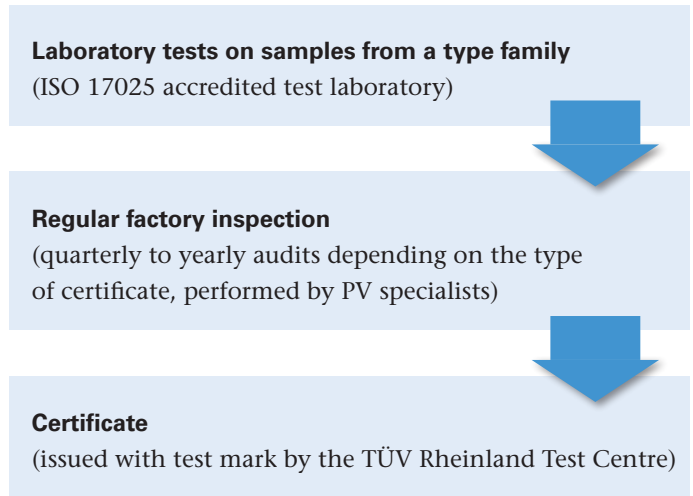 Laboratory tests on samples from a type family
(ISO 17025 accredited test laboratory)
Regular factory inspection
(quarterly to yearly audits depending on the type
of certificate, performed by PV specialists)
Certificate
(issued with test mark by the TÜV Rheinland Test Centre)